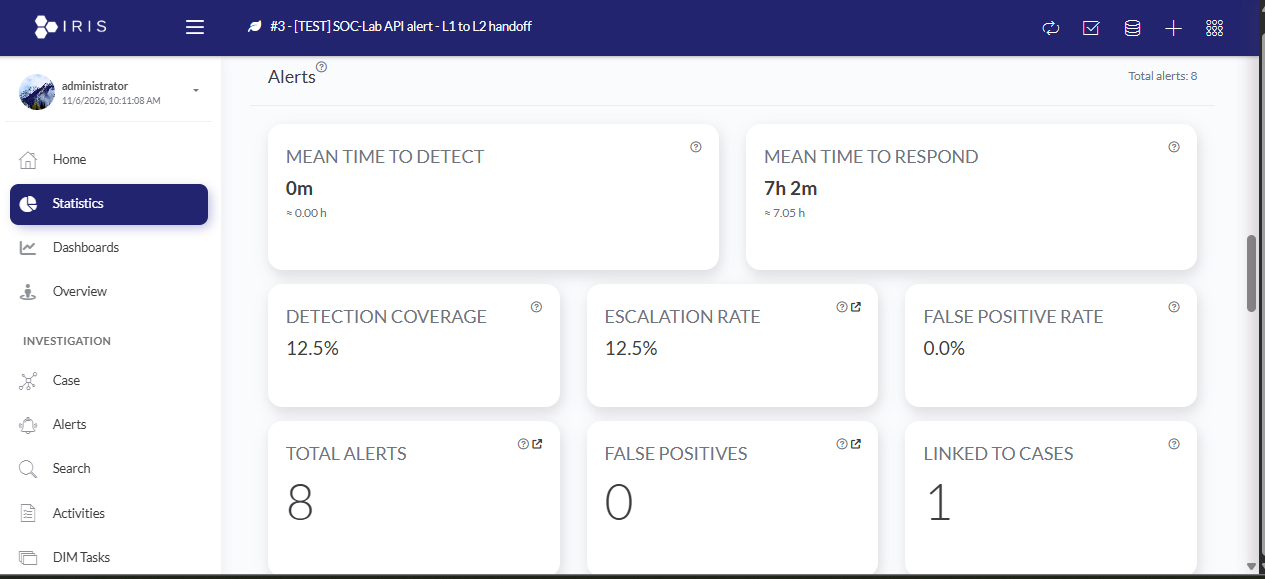 IRIS
#3 - [TEST] SOC-Lab API alert - L1 to L2 handoff
administrator
11/6/2026, 10:11:08 AM
Home
Statistics
Dashboards
Overview
INVESTIGATION
Case
Alerts
Search
Activities
DIM Tasks
Alerts
Total alerts: 8
MEAN TIME TO DETECT
0m
≈ 0.00 h
MEAN TIME TO RESPOND
7h 2m
≈ 7.05 h
DETECTION COVERAGE
12.5%
ESCALATION RATE
12.5%
FALSE POSITIVE RATE
0.0%
TOTAL ALERTS
8
FALSE POSITIVES
0
LINKED TO CASES
1